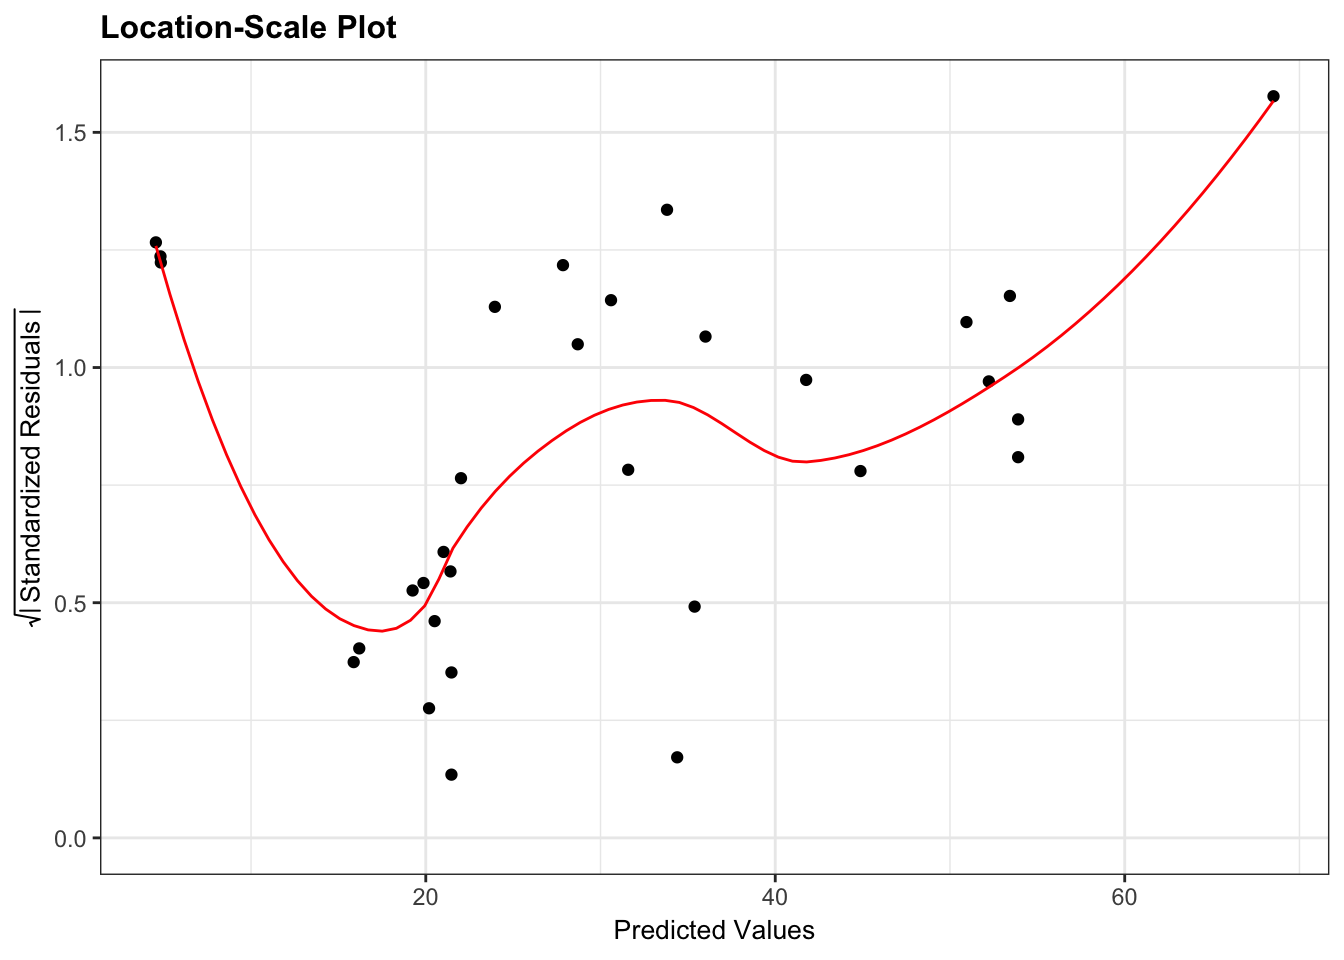 Location-Scale Plot
√| Standardized Residuals |
1.5
1.0
0.5
0.0
20 40 60
Predicted Values